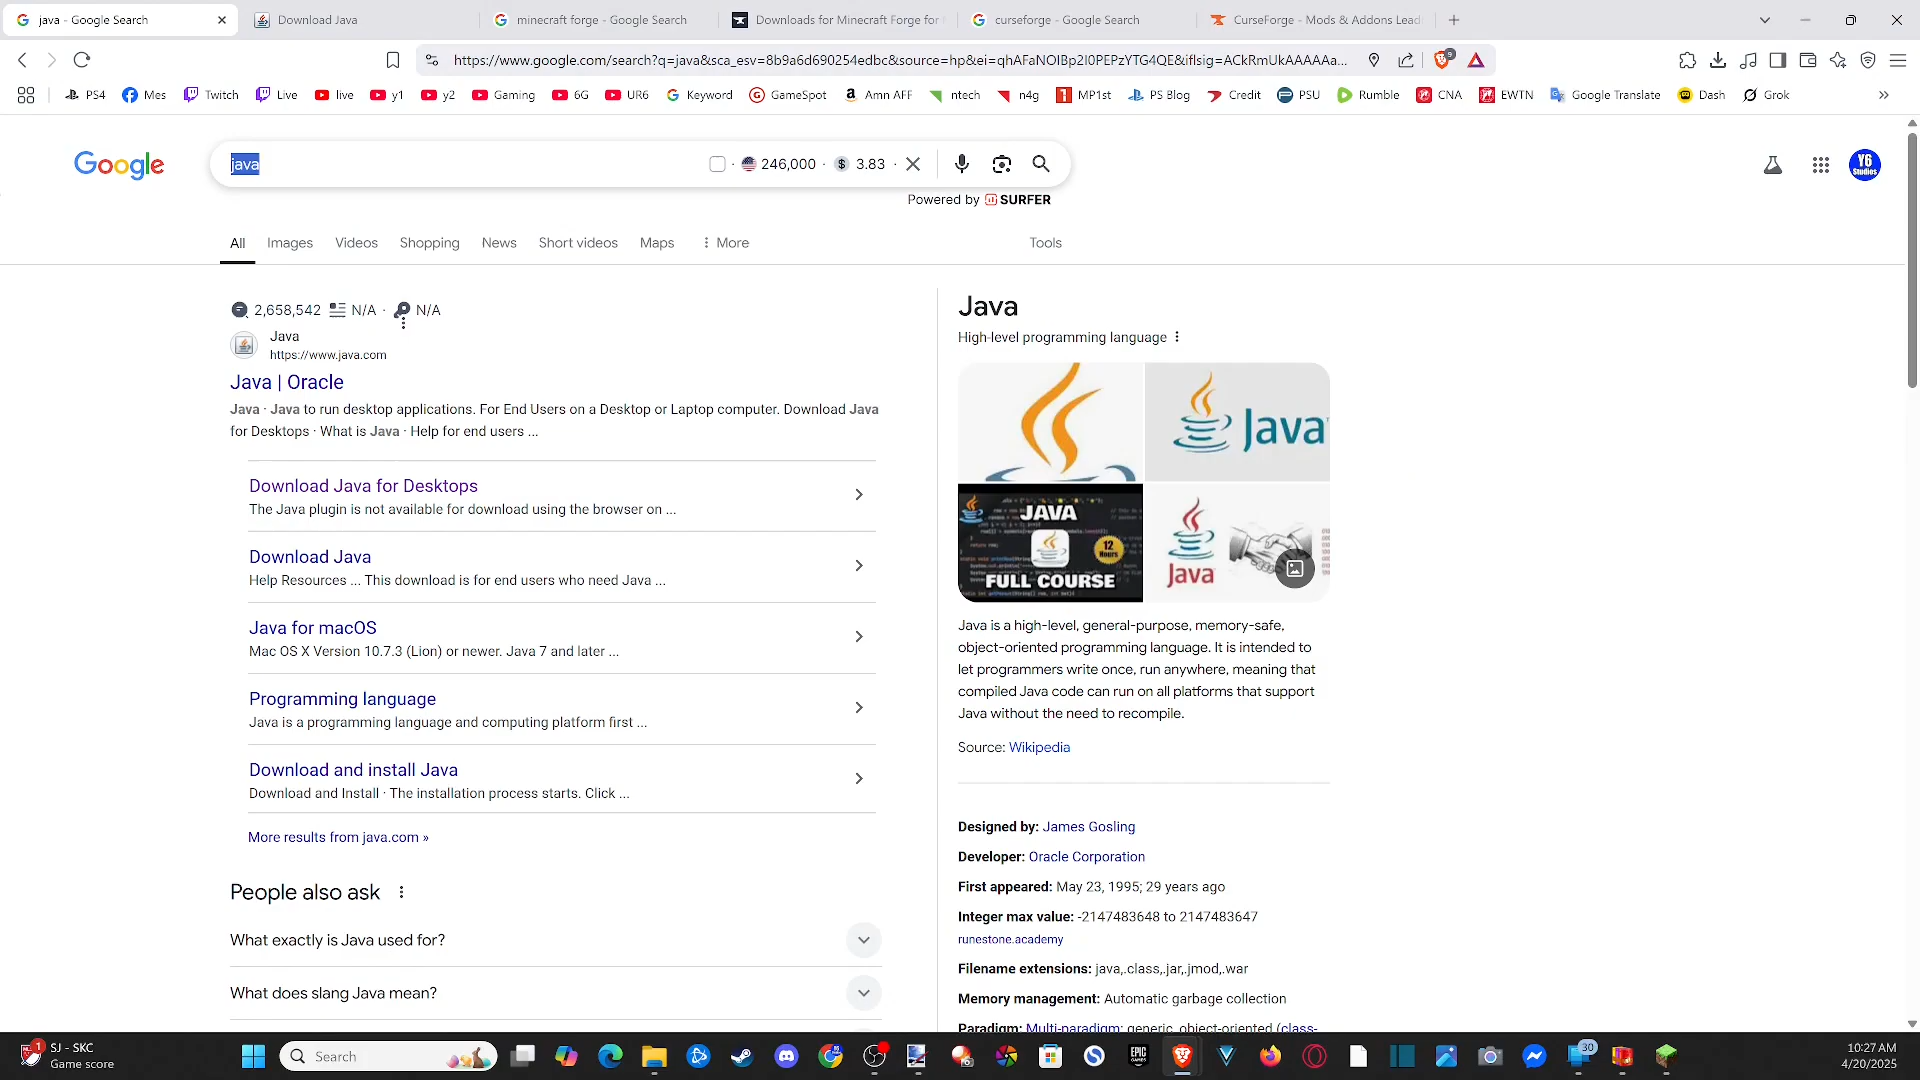 java - Google Search
Download Java
minecraft forge - Google Search
Downloads for Minecraft Forge for
curseforge - Google Search
CurseForge - Mods & Addons Lead
https://www.google.com/search?q=java&sca_esv=8b9a6d690254edbc&source=hp&ei=qhAFaNOIBp2I0PEPzYTG4QE&iflsig=ACkRmUkAAAAAa...
PS4
Mes
Twitch
Live
live
y1
y2
Gaming
6G
UR6
Keyword
GameSpot
Amn AFF
ntech
n4g
MP1st
PS Blog
Credit
PSU
Rumble
CNA
EWTN
Google Translate
Dash
Grok
Google
java
246,000 · $ 3.83
Y6
Studies
Powered by SURFER
All
Images
Videos
Shopping
News
Short videos
Maps
More
Tools
2,658,542 N/A · N/A
Java
https://www.java.com
Java | Oracle
Java · Java to run desktop applications. For End Users on a Desktop or Laptop computer. Download Java
for Desktops · What is Java · Help for end users ...
Download Java for Desktops
The Java plugin is not available for download using the browser on ...
Download Java
Help Resources ... This download is for end users who need Java ...
Java for macOS
Mac OS X Version 10.7.3 (Lion) or newer. Java 7 and later ...
Programming language
Java is a programming language and computing platform first ...
Download and install Java
Download and Install · The installation process starts. Click ...
More results from java.com »
People also ask
What exactly is Java used for?
What does slang Java mean?
Java
High-level programming language
Java
JAVA
12
Hours
FULL COURSE
Java
Java is a high-level, general-purpose, memory-safe,
object-oriented programming language. It is intended to
let programmers write once, run anywhere, meaning that
compiled Java code can run on all platforms that support
Java without the need to recompile.
Source: Wikipedia
Designed by: James Gosling
Developer: Oracle Corporation
First appeared: May 23, 1995; 29 years ago
Integer max value: -2147483648 to 2147483647
runestone.academy
Filename extensions: java,.class,.jar,.jmod,.war
Memory management: Automatic garbage collection
Paradigm: Multi-paradigm: generic, object-oriented (class-
1
SJ - SKC
Game score
Search
EPIC
GAMES
30
10:27 AM
4/20/2025